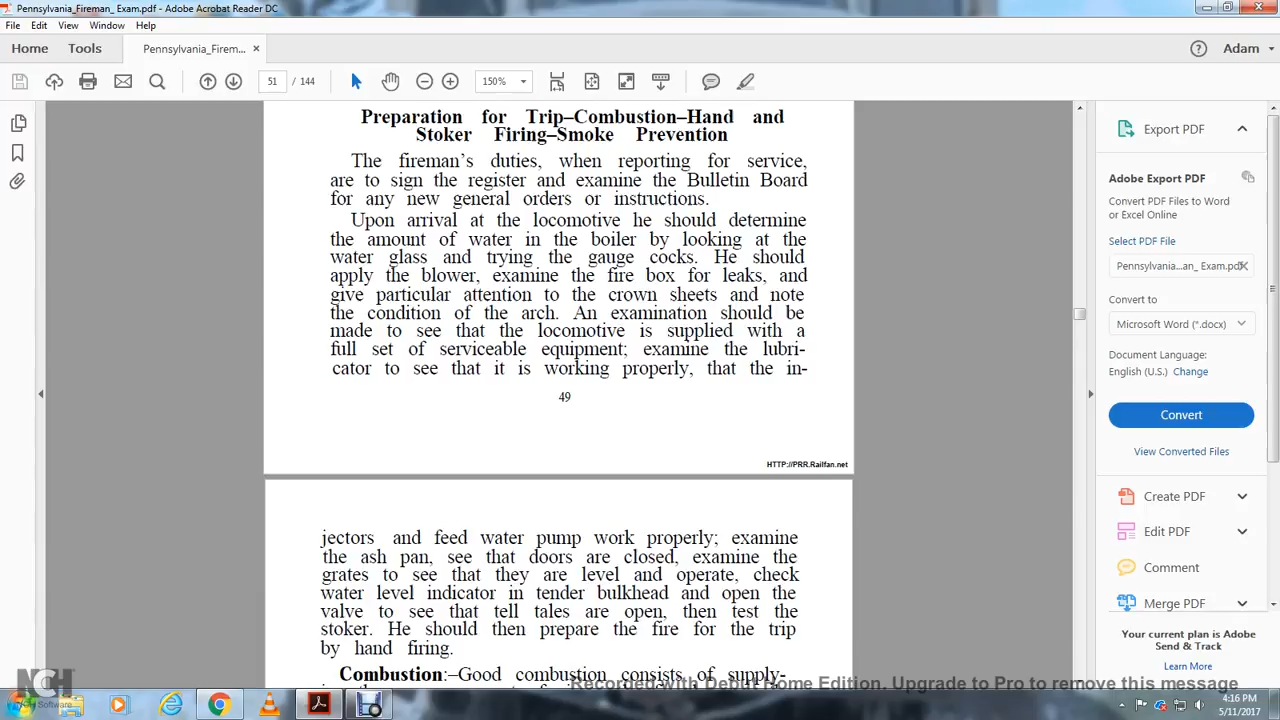 Pennsylvania_Fireman_ Exam.pdf - Adobe Acrobat Reader DC
File Edit View Window Help
Home Tools Pennsylvania_Firem... × Adam
51 / 144 150%
Preparation for Trip–Combustion–Hand and
Stoker Firing–Smoke Prevention
The fireman's duties, when reporting for service,
are to sign the register and examine the Bulletin Board
for any new general orders or instructions.
Upon arrival at the locomotive he should determine
the amount of water in the boiler by looking at the
water glass and trying the gauge cocks. He should
apply the blower, examine the fire box for leaks, and
give particular attention to the crown sheets and note
the condition of the arch. An examination should be
made to see that the locomotive is supplied with a
full set of serviceable equipment; examine the lubri-
cator to see that it is working properly, that the in-
49
HTTP://PRR.Railfan.net
jectors and feed water pump work properly; examine
the ash pan, see that doors are closed, examine the
grates to see that they are level and operate, check
water level indicator in tender bulkhead and open the
valve to see that tell tales are open, then test the
stoker. He should then prepare the fire for the trip
by hand firing.
Combustion:–Good combustion consists of supply-
Export PDF
Adobe Export PDF
Convert PDF Files to Word
or Excel Online
Select PDF File
Pennsylvania...an_ Exam.pdf
Convert to
Microsoft Word (*.docx)
Document Language:
English (U.S.) Change
Convert
View Converted Files
Create PDF
Edit PDF
Comment
Merge PDF
Your current plan is Adobe
Send & Track
Learn More
NCH Software
Recorded with Debut Home Edition. Upgrade to Pro to remove this message
4:16 PM
5/11/2017